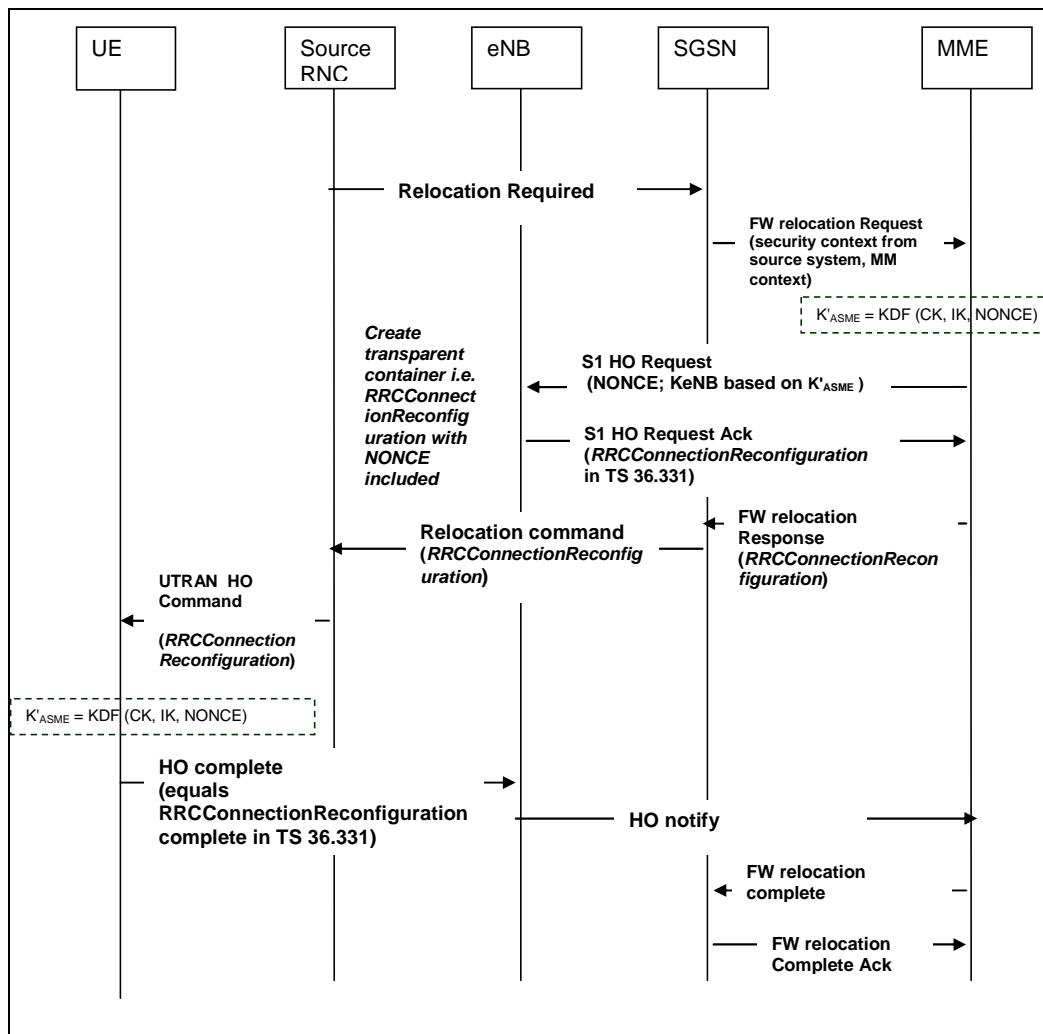 UE
Source
RNC
eNB
SGSN
MME
Relocation Required
FW relocation Request
(security context from
source system, MM
context)
K'ASME = KDF (CK, IK, NONCE)
Create
transparent
container i.e.
RRCConnect
ionReconfig
uration with
NONCE
included
S1 HO Request
(NONCE; KeNB based on K'ASME )
S1 HO Request Ack
(RRCConnectionReconfiguration
in TS 36.331)
FW relocation
Response
(RRCConnectionRecon
figuration)
Relocation command
(RRCConnectionReconfig
uration)
UTRAN HO
Command
(RRCConnection
Reconfiguration)
K'ASME = KDF (CK, IK, NONCE)
HO complete
(equals
RRCConnectionReconfiguration
complete in TS 36.331)
HO notify
FW relocation
complete
FW relocation
Complete Ack